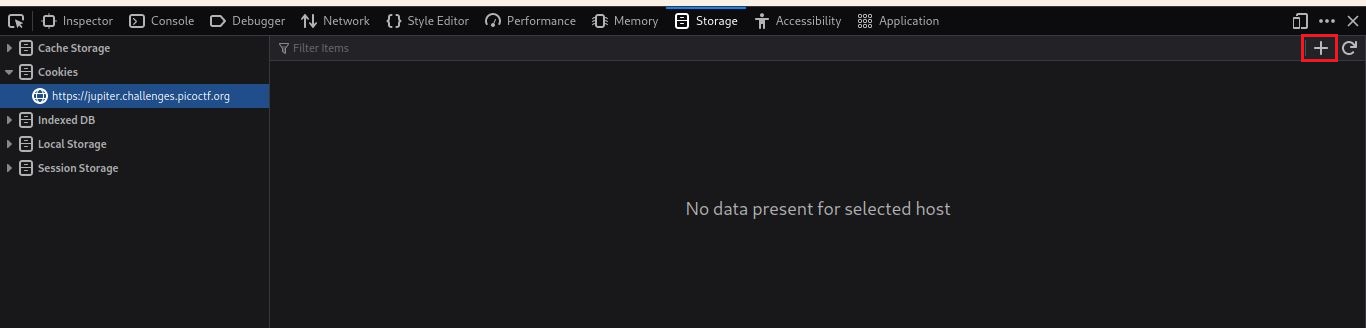 Inspector Console Debugger Network Style Editor Performance Memory Storage Accessibility Application
Cache Storage
Filter Items
Cookies
https://jupiter.challenges.picoctf.org
Indexed DB
Local Storage
Session Storage
No data present for selected host